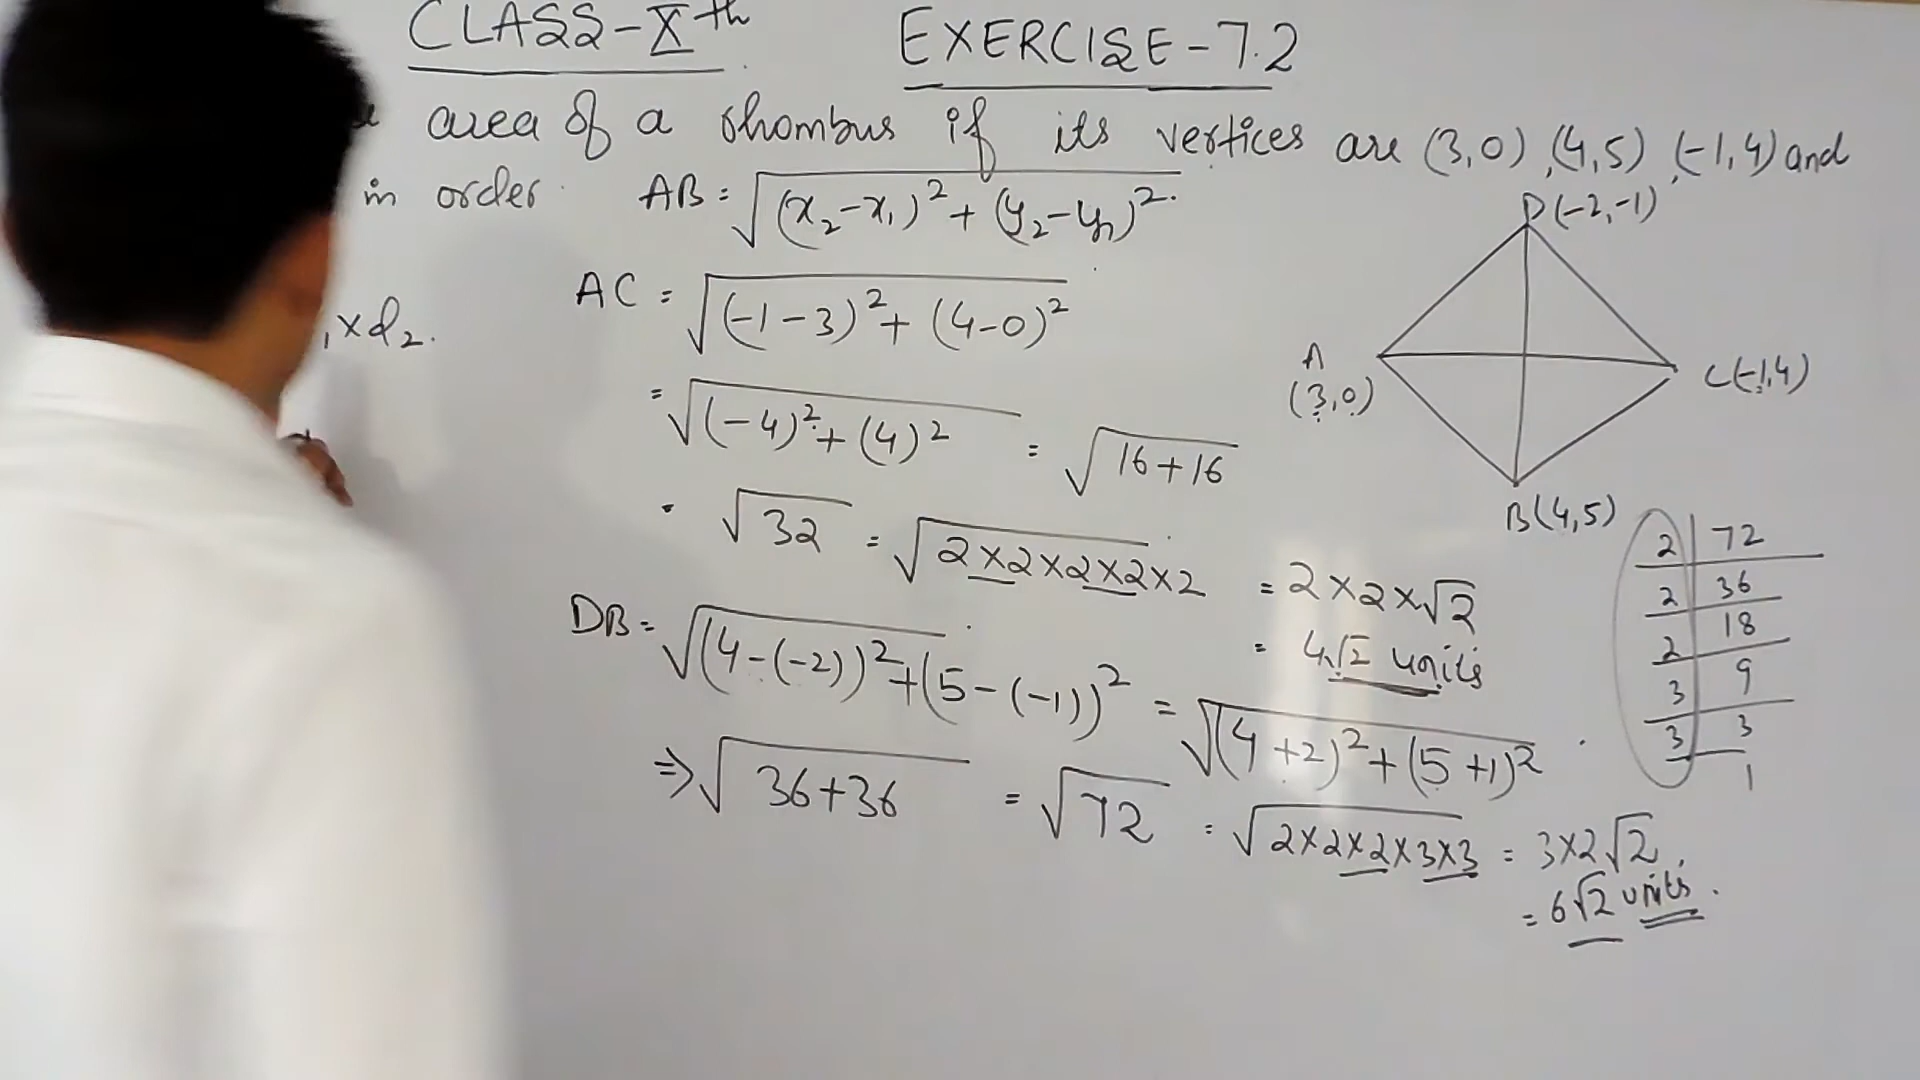 CLASS-Xth EXERCISE-7.2
area of a rhombus if its vertices are (3,0), (4,5), (-1,4) and
in order
AB = √(x₂-x₁)² + (y₂-y₁)²
D(-2,-1)
AC = √(-1-3)² + (4-0)²
×d₂.
A
(3,0)
C(-1,4)
= √(-4)² + (4)² = √16+16
B(4,5)
√32 = √2×2×2×2×2 = 2×2×√2
= 4√2 units
2 | 72
2 | 36
2 | 18
3 | 9
3 | 3
1
DB = √(4-(-2))² + (5-(-1))² = √(4+2)² + (5+1)²
⇒ √36+36 = √72 = √2×2×2×3×3 = 3×2√2.
= 6√2 units.